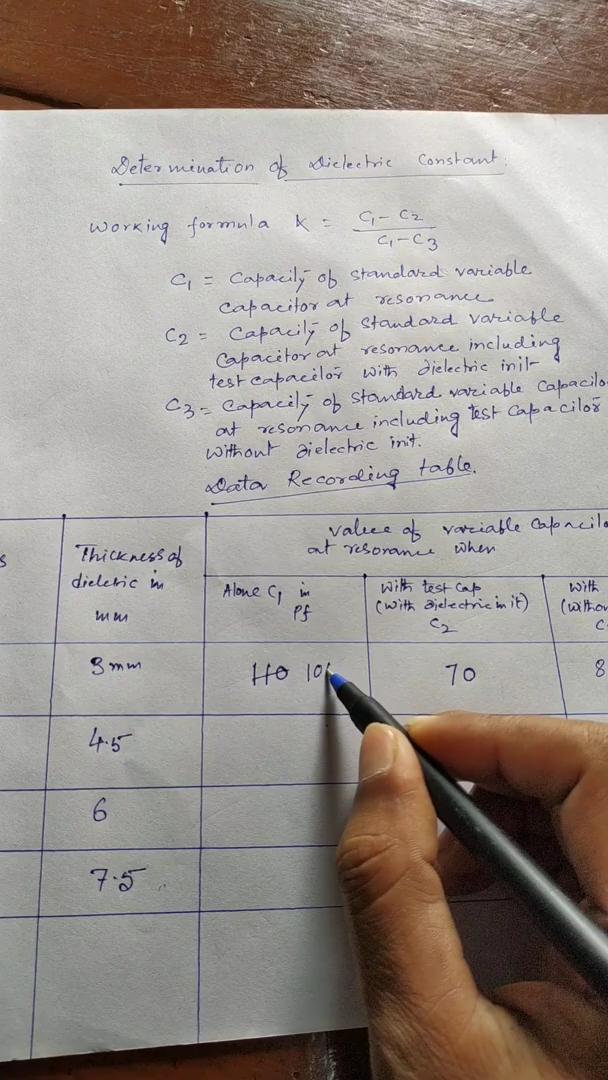 Determination of Dielectric Constant:
Working formula K = C1 - C2 / C1 - C3
C1 = Capacity of standard variable
capacitor at resonance
C2 = Capacity of standard variable
capacitor at resonance including
test capacitor with dielectric init
C3 = Capacity of standard variable capacito
at resonance including test capacitor
without dielectric init.
Data Recording table.
s
Thickness of
dieletric in
mm
value of variable capacito
at resonance when
Alone C1 in
Pf
With test cap
(with dielectric in it)
C2
With
(withou
C
3mm
110 10
70
8
4.5
6
7.5